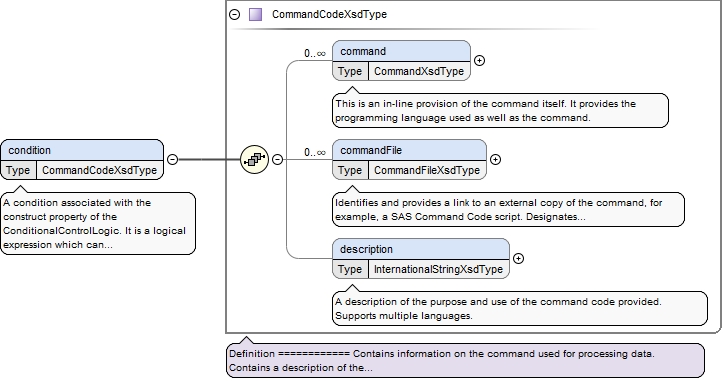 CommandCodeXsdType
0..∞
command
Type CommandXsdType
This is an in-line provision of the command itself. It provides the
programming language used as well as the command.
condition
Type CommandCodeXsdType
A condition associated with the
construct property of the
ConditionalControlLogic. It is a logical
expression which can...
0..∞
commandFile
Type CommandFileXsdType
Identifies and provides a link to an external copy of the command, for
example, a SAS Command Code script. Designates...
description
Type InternationalStringXsdType
A description of the purpose and use of the command code provided.
Supports multiple languages.
Definition ============ Contains information on the command used for processing data.
Contains a description of the...